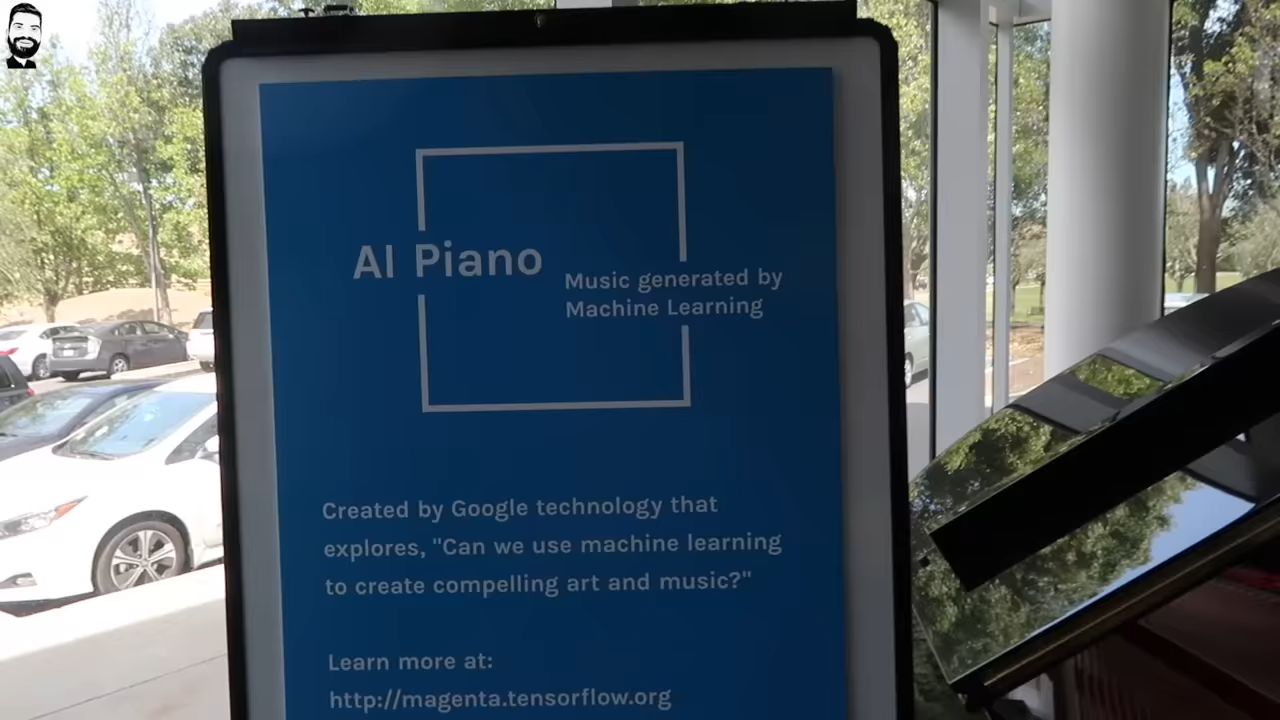 AI Piano
Music generated by
Machine Learning
Created by Google technology that
explores, "Can we use machine learning
to create compelling art and music?"
Learn more at:
http://magenta.tensorflow.org